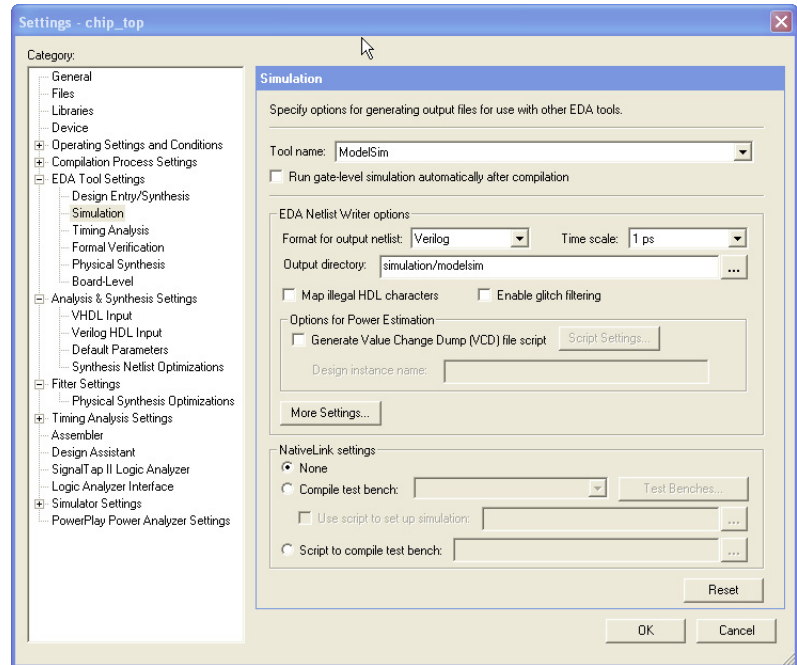 Settings - chip_top
Category:
General
Files
Libraries
Device
Operating Settings and Conditions
Compilation Process Settings
EDA Tool Settings
Design Entry/Synthesis
Simulation
Timing Analysis
Formal Verification
Physical Synthesis
Board-Level
Analysis & Synthesis Settings
VHDL Input
Verilog HDL Input
Default Parameters
Synthesis Netlist Optimizations
Fitter Settings
Physical Synthesis Optimizations
Timing Analysis Settings
Assembler
Design Assistant
SignalTap II Logic Analyzer
Logic Analyzer Interface
Simulator Settings
PowerPlay Power Analyzer Settings
Simulation
Specify options for generating output files for use with other EDA tools.
Tool name: ModelSim
Run gate-level simulation automatically after compilation
EDA Netlist Writer options
Format for output netlist: Verilog Time scale: 1 ps
Output directory: simulation/modelsim ...
Map illegal HDL characters Enable glitch filtering
Options for Power Estimation
Generate Value Change Dump (VCD) file script Script Settings...
Design instance name:
More Settings...
NativeLink settings
None
Compile test bench: Test Benches...
Use script to set up simulation: ...
Script to compile test bench: ...
Reset
OK Cancel